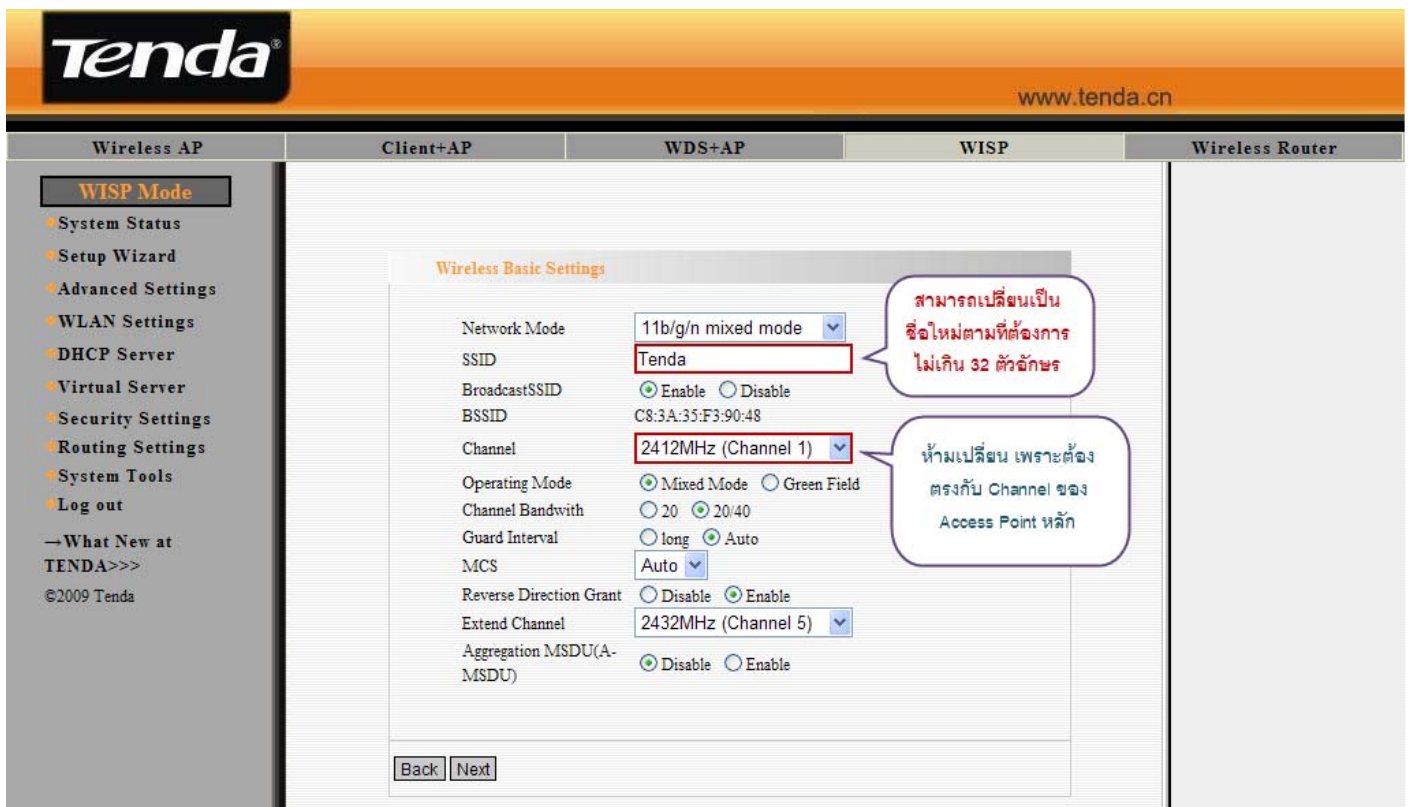 Tenda®
www.tenda.cn
Wireless AP Client+AP WDS+AP WISP Wireless Router
WISP Mode
System Status
Setup Wizard
Advanced Settings
WLAN Settings
DHCP Server
Virtual Server
Security Settings
Routing Settings
System Tools
Log out
→What New at
TENDA>>>
©2009 Tenda
Wireless Basic Settings
Network Mode 11b/g/n mixed mode
SSID Tenda
BroadcastSSID Enable Disable
BSSID C8:3A:35:F3:90:48
Channel 2412MHz (Channel 1)
Operating Mode Mixed Mode Green Field
Channel Bandwith 20 20/40
Guard Interval long Auto
MCS Auto
Reverse Direction Grant Disable Enable
Extend Channel 2432MHz (Channel 5)
Aggregation MSDU(A-
MSDU) Disable Enable
สามารถเปลี่ยนเป็น
ชื่อใหม่ตามที่ต้องการ
ไม่เกิน 32 ตัวอักษร
ห้ามเปลี่ยน เพราะต้อง
ตรงกับ Channel ของ
Access Point หลัก
Back Next